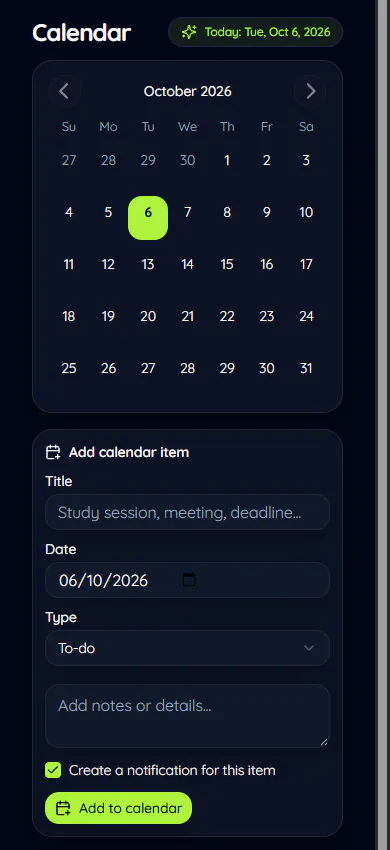 Calendar
Today: Tue, Oct 6, 2026
October 2026
Su Mo Tu We Th Fr Sa
27 28 29 30 1 2 3
4 5 6 7 8 9 10
11 12 13 14 15 16 17
18 19 20 21 22 23 24
25 26 27 28 29 30 31
Add calendar item
Title
Study session, meeting, deadline...
Date
06/10/2026
Type
To-do
Add notes or details...
Create a notification for this item
Add to calendar